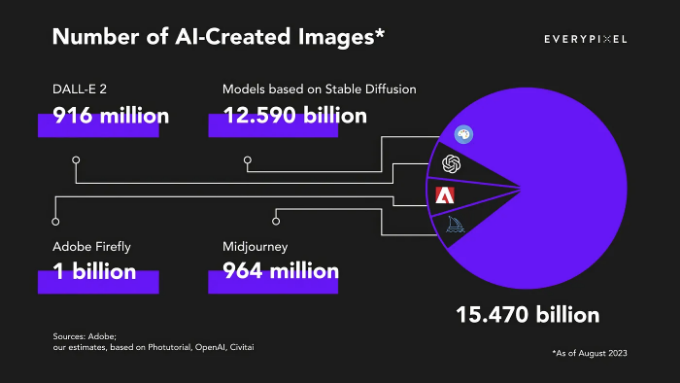 Number of AI-Created Images*
EVERYPIXEL
DALL-E 2
916 million
Models based on Stable Diffusion
12.590 billion
Adobe Firefly
1 billion
Midjourney
964 million
15.470 billion
Sources: Adobe;
our estimates, based on Photutorial, OpenAI, Civitai
*As of August 2023